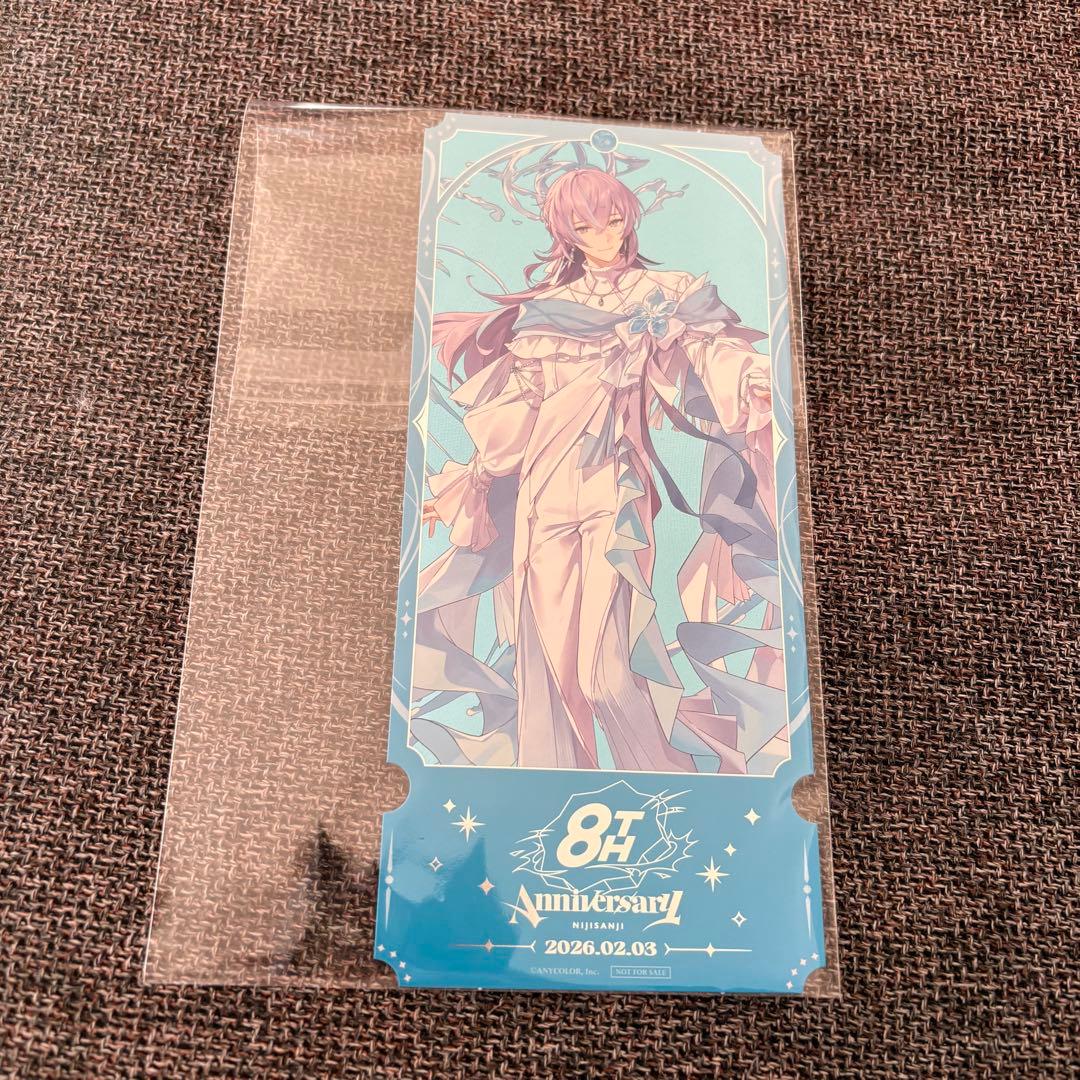 8TH
Anniversary
NIJISANJI
2026.02.03
©ANYCOLOR, Inc. NOT FOR SALE